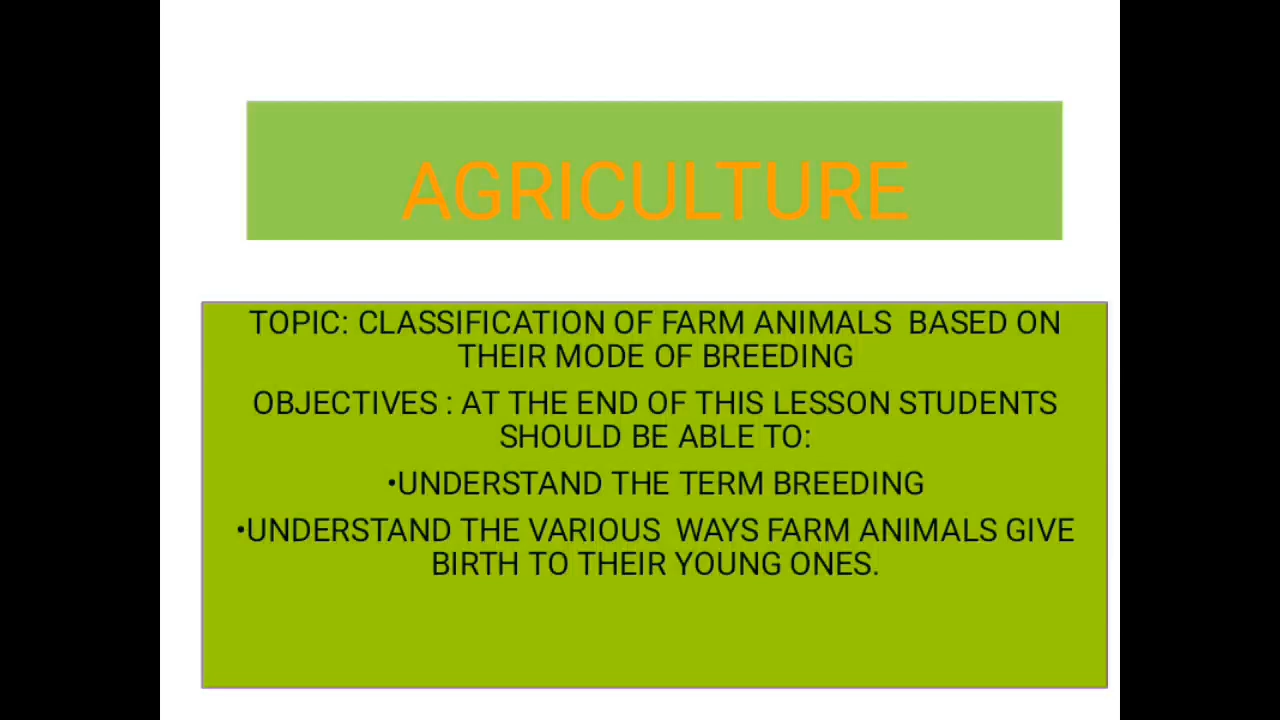 AGRICULTURE
TOPIC: CLASSIFICATION OF FARM ANIMALS  BASED ON
THEIR MODE OF BREEDING
OBJECTIVES : AT THE END OF THIS LESSON STUDENTS
SHOULD BE ABLE TO:
•UNDERSTAND THE TERM BREEDING
•UNDERSTAND THE VARIOUS  WAYS FARM ANIMALS GIVE
BIRTH TO THEIR YOUNG ONES.